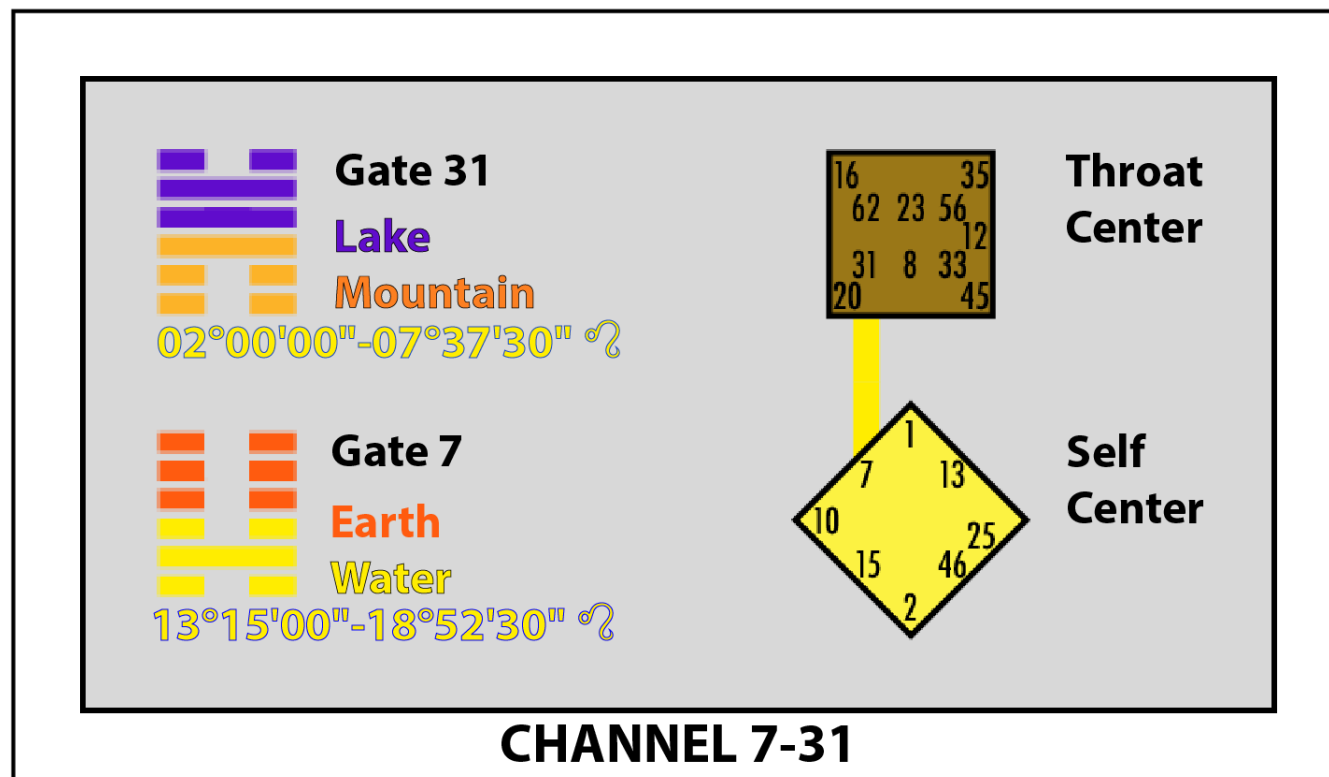 Gate 31
Lake
Mountain
02°00'00"-07°37'30" ♌
Gate 7
Earth
Water
13°15'00"-18°52'30" ♌
16 35
62 23 56
12
31 8 33
20 45
Throat
Center
1
7 13
10
25
15 46
2
Self
Center
CHANNEL 7-31